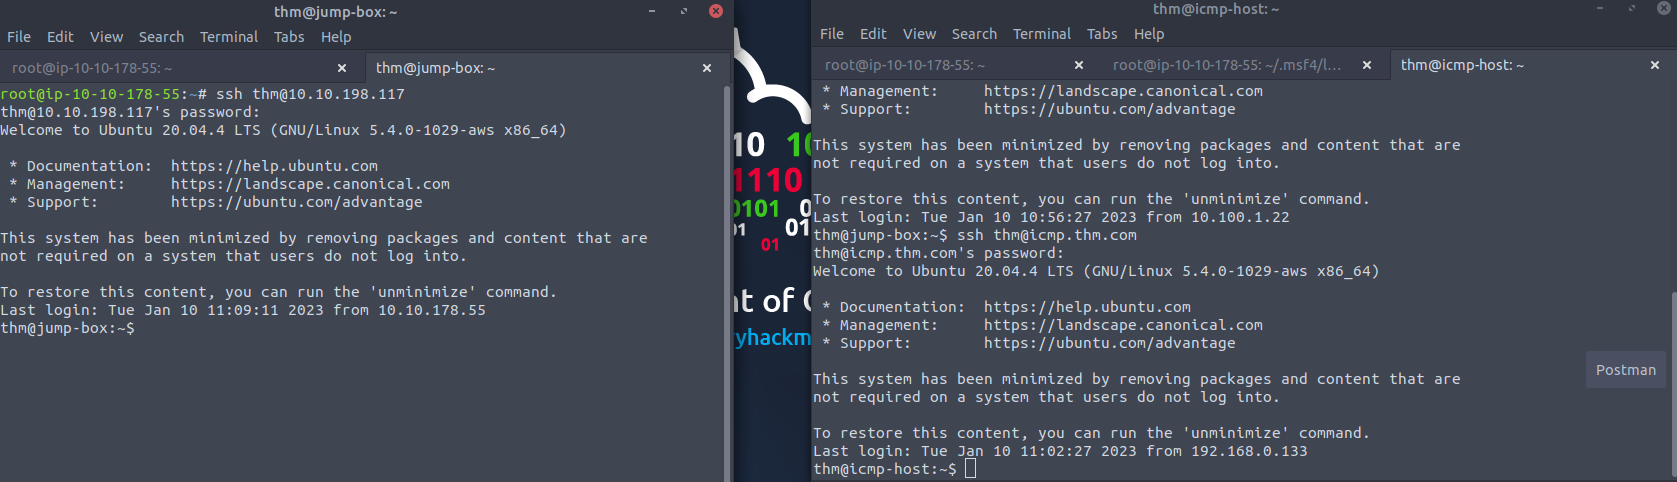 thm@jump-box: ~
File Edit View Search Terminal Tabs Help
root@ip-10-10-178-55: ~ × thm@jump-box: ~ ×
root@ip-10-10-178-55:~# ssh thm@10.10.198.117
thm@10.10.198.117's password:
Welcome to Ubuntu 20.04.4 LTS (GNU/Linux 5.4.0-1029-aws x86_64)
* Documentation: https://help.ubuntu.com
* Management: https://landscape.canonical.com
* Support: https://ubuntu.com/advantage
This system has been minimized by removing packages and content that are
not required on a system that users do not log into.
To restore this content, you can run the 'unminimize' command.
Last login: Tue Jan 10 11:09:11 2023 from 10.10.178.55
thm@jump-box:~$
10 10
1110
0101 0
01 01
01
nt of C
ryhackm
thm@icmp-host: ~
File Edit View Search Terminal Tabs Help
root@ip-10-10-178-55: ~ × root@ip-10-10-178-55: ~/.msf4/l... × thm@icmp-host: ~ ×
* Management: https://landscape.canonical.com
* Support: https://ubuntu.com/advantage
This system has been minimized by removing packages and content that are
not required on a system that users do not log into.
To restore this content, you can run the 'unminimize' command.
Last login: Tue Jan 10 10:56:27 2023 from 10.100.1.22
thm@jump-box:~$ ssh thm@icmp.thm.com
thm@icmp.thm.com's password:
Welcome to Ubuntu 20.04.4 LTS (GNU/Linux 5.4.0-1029-aws x86_64)
* Documentation: https://help.ubuntu.com
* Management: https://landscape.canonical.com
* Support: https://ubuntu.com/advantage
This system has been minimized by removing packages and content that are
not required on a system that users do not log into.
To restore this content, you can run the 'unminimize' command.
Last login: Tue Jan 10 11:02:27 2023 from 192.168.0.133
thm@icmp-host:~$
Postman